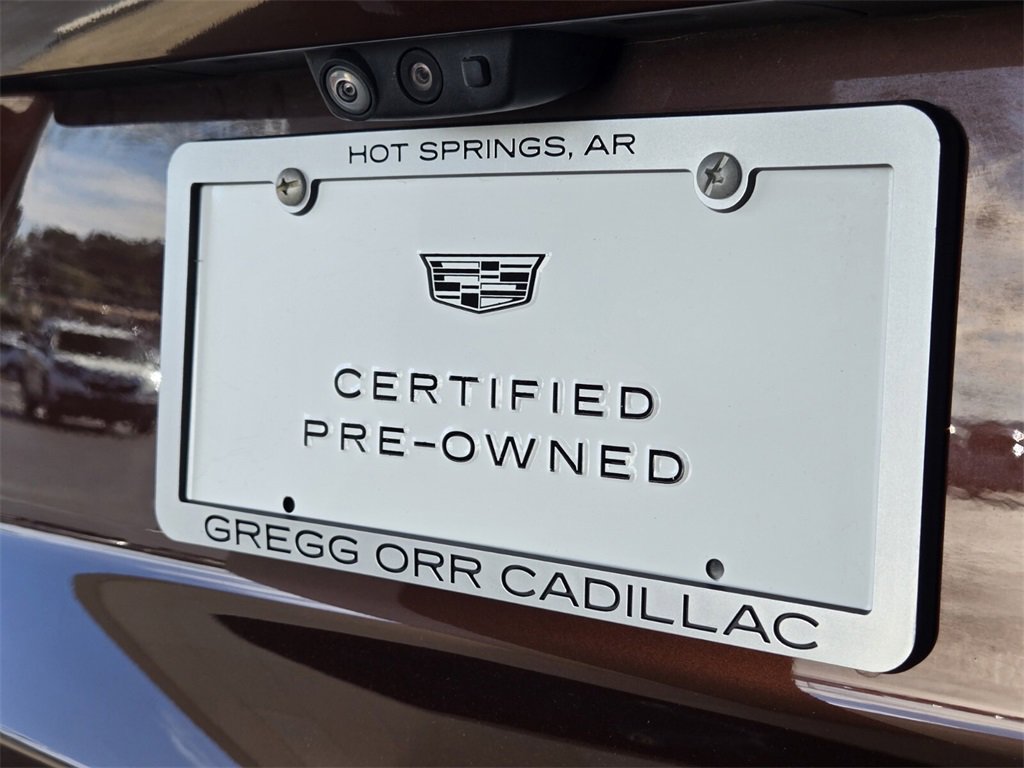 HOT SPRINGS, AR
CERTIFIED
PRE-OWNED
GREGG ORR CADILLAC